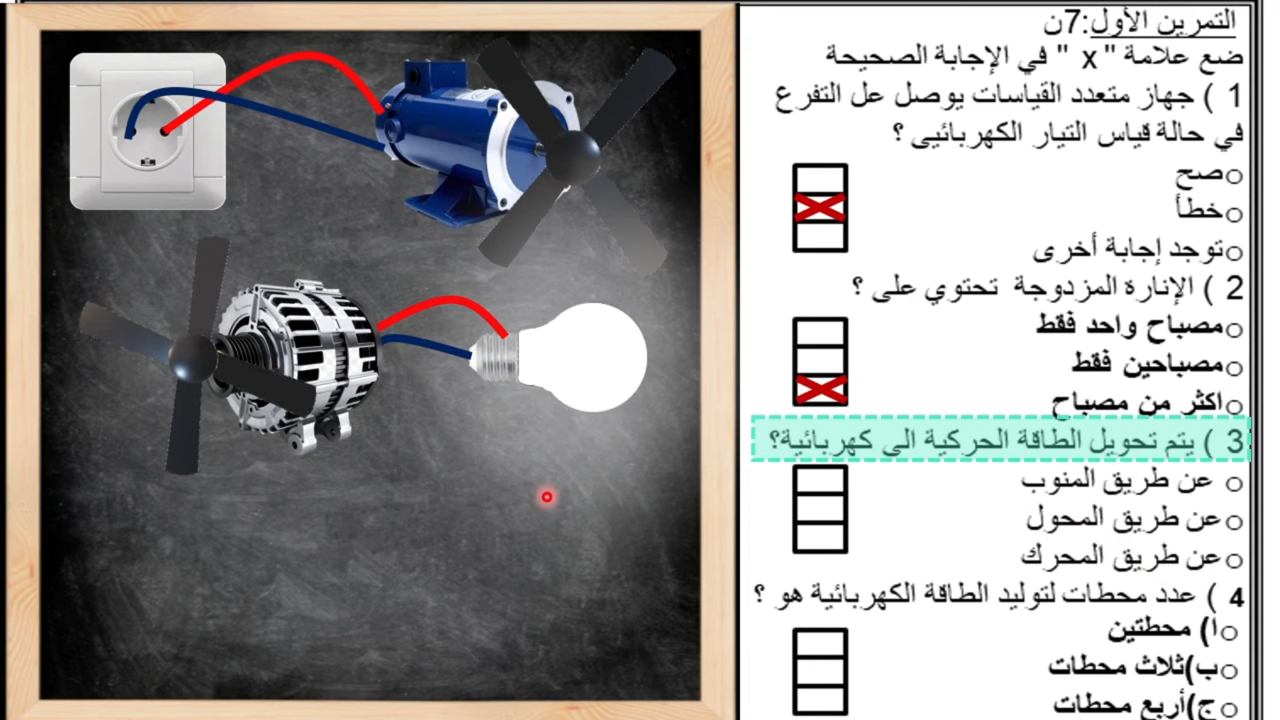 التمرين الأول:7ن
ضع علامة " x " في الإجابة الصحيحة
1 ) جهاز متعدد القياسات يوصل عل التفرع
في حالة قياس التيار الكهربائيى ؟
صح
خطأ
توجد إجابة أخرى
2 ) الإنارة المزدوجة تحتوي على ؟
مصباح واحد فقط
مصباحين فقط
اكثر من مصباح
3 ) يتم تحويل الطاقة الحركية الى كهربائية؟
عن طريق المنوب
عن طريق المحول
عن طريق المحرك
4 ) عدد محطات لتوليد الطاقة الكهربائية هو ؟
ا) محطتين
ب)ثلاث محطات
ج)أربع محطات